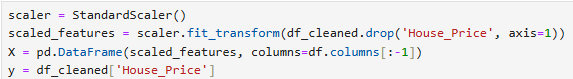 scaler = StandardScaler()
scaled_features = scaler.fit_transform(df_cleaned.drop('House_Price', axis=1))
X = pd.DataFrame(scaled_features, columns=df.columns[:-1])
y = df_cleaned['House_Price']